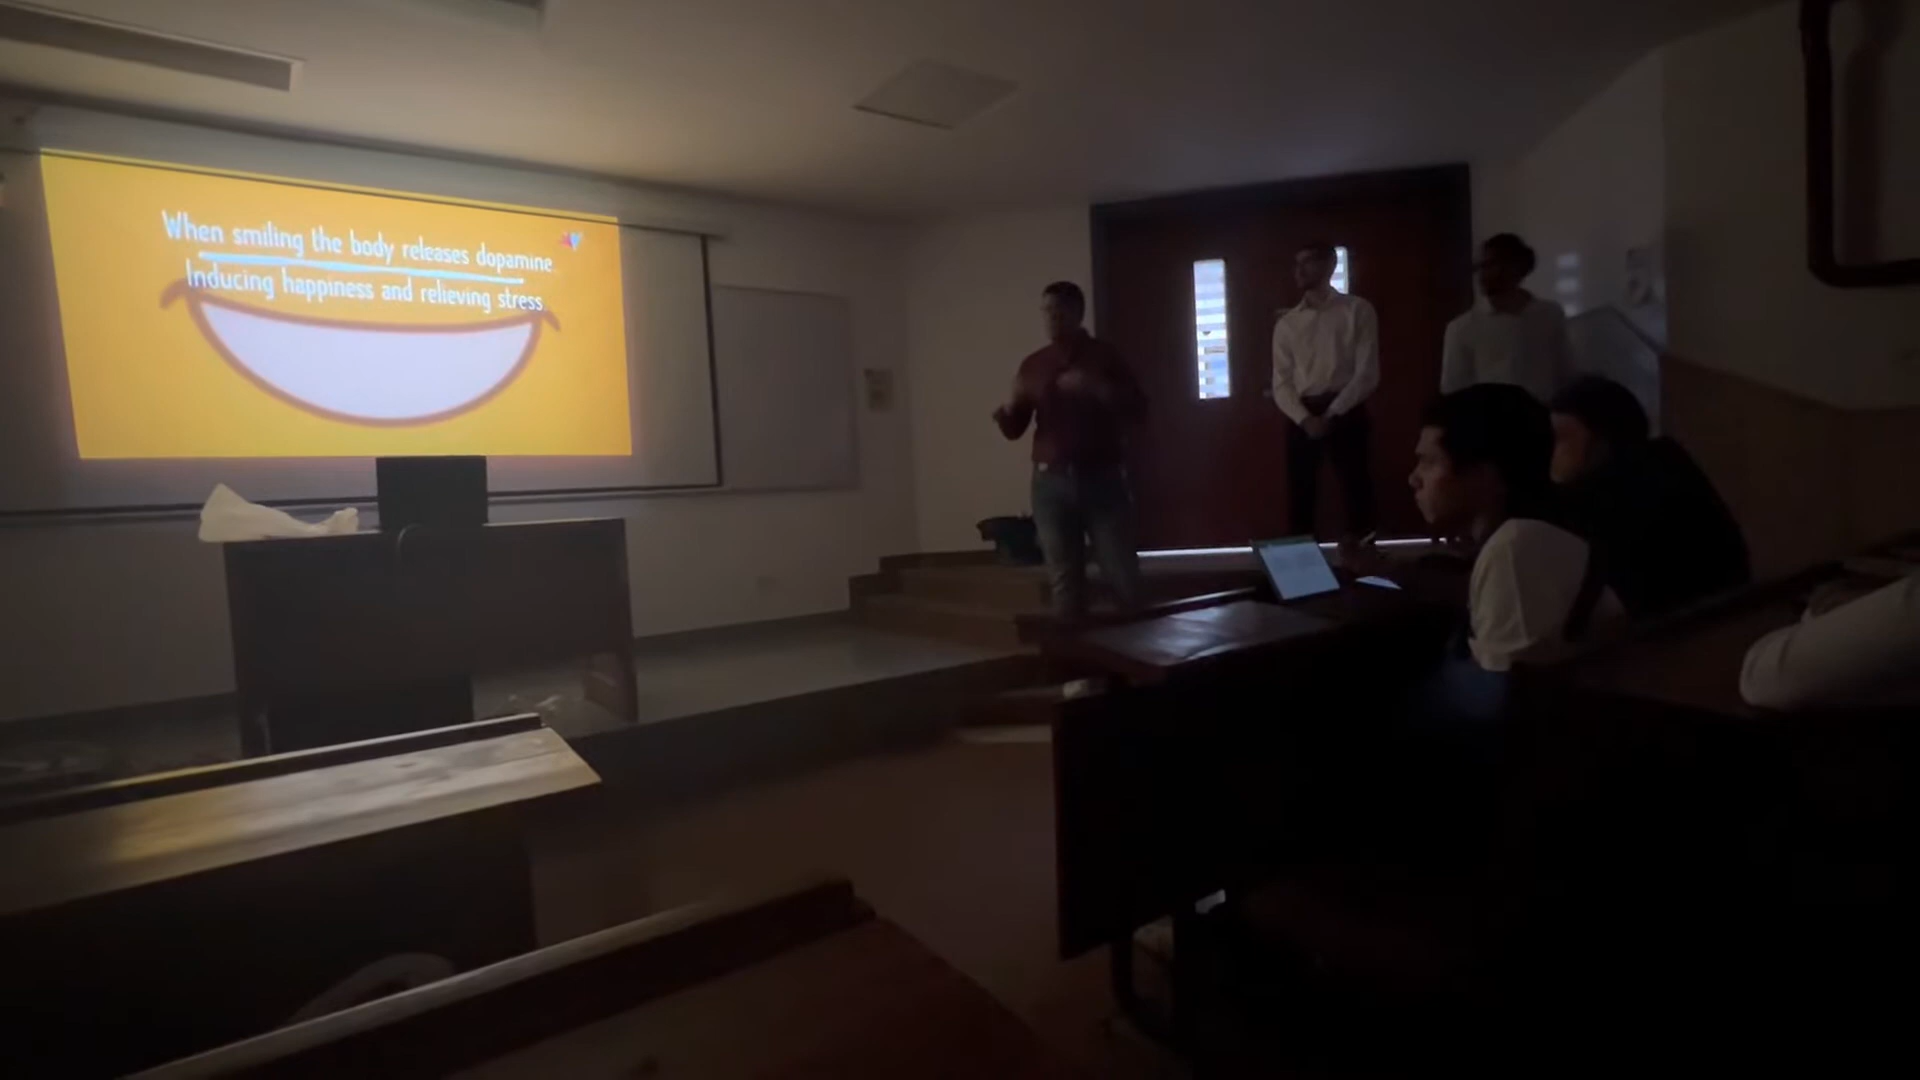 When smiling the body releases dopamine
Inducing happiness and relieving stress.